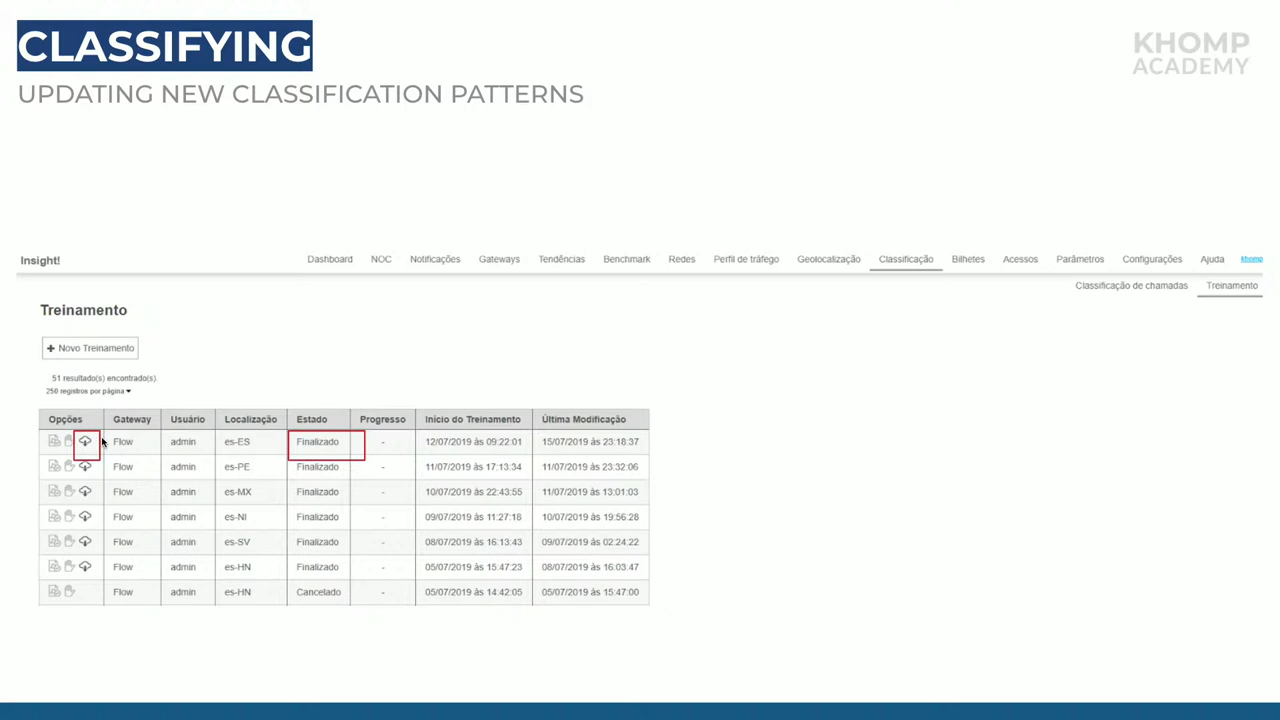 CLASSIFYING
KHOMP
ACADEMY
UPDATING NEW CLASSIFICATION PATTERNS
Insight! Dashboard NOC Notificações Gateways Tendências Benchmark Redes Perfil de tráfego Geolocalização Classificação Bilhetes Acessos Parâmetros Configurações Ajuda khomp
Classificação de chamadas Treinamento
Treinamento
+ Novo Treinamento
51 resultado(s) encontrado(s).
250 registros por página
Opções Gateway Usuário Localização Estado Progresso Início do Treinamento Última Modificação
Flow admin es-ES Finalizado - 12/07/2019 às 09:22:01 15/07/2019 às 23:18:37
Flow admin es-PE Finalizado - 11/07/2019 às 17:13:34 11/07/2019 às 23:32:06
Flow admin es-MX Finalizado - 10/07/2019 às 22:43:55 11/07/2019 às 13:01:03
Flow admin es-NI Finalizado - 09/07/2019 às 11:27:18 10/07/2019 às 19:56:28
Flow admin es-SV Finalizado - 08/07/2019 às 16:13:43 09/07/2019 às 02:24:22
Flow admin es-HN Finalizado - 05/07/2019 às 15:47:23 08/07/2019 às 16:03:47
Flow admin es-HN Cancelado - 05/07/2019 às 14:42:05 05/07/2019 às 15:47:00